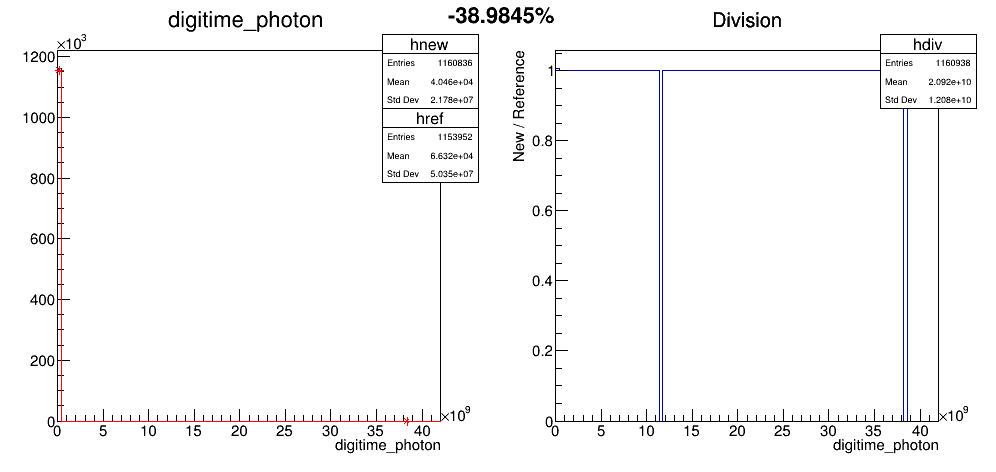 -38.9845%
digitime_photon
×10³
hnew
Entries 1160836
Mean 4.046e+04
Std Dev 2.178e+07
href
Entries 1153952
Mean 6.632e+04
Std Dev 5.035e+07
1200
1000
800
600
400
200
0
0 5 10 15 20 25 30 35 40 ×10⁹
digitime_photon
Division
hdiv
Entries 1160938
Mean 2.092e+10
Std Dev 1.208e+10
New / Reference
1
0.8
0.6
0.4
0.2
0
0 5 10 15 20 25 30 35 40 ×10⁹
digitime_photon